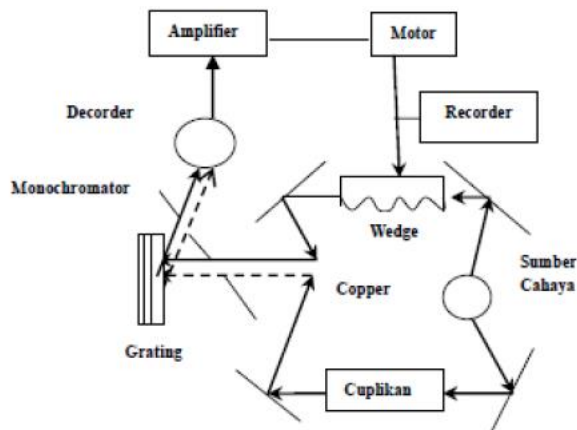 Amplifier
Motor
Decorder
Recorder
Monochromator
Wedge
Sumber
Cahaya
Copper
Grating
Cuplikan